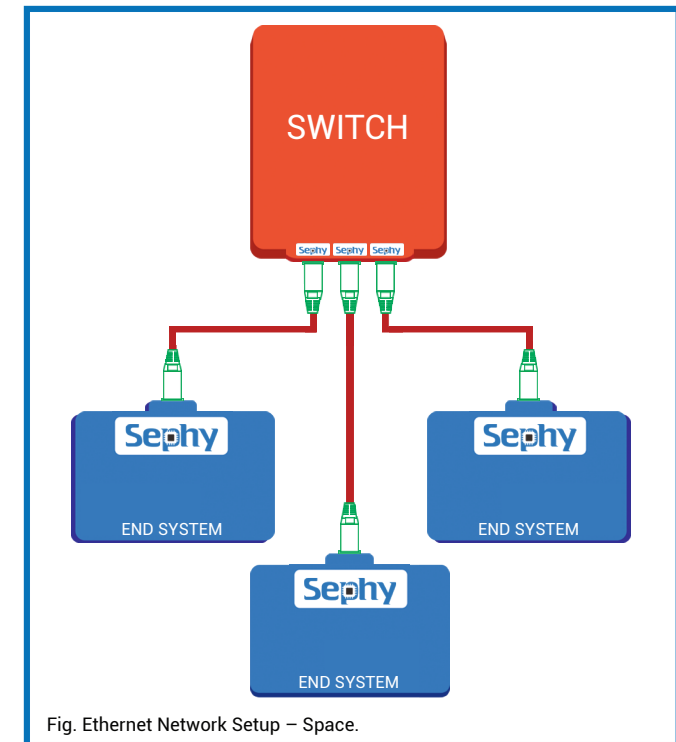 SWITCH
Sephy Sephy Sephy
Sephy
END SYSTEM
Sephy
END SYSTEM
Sephy
END SYSTEM
Fig. Ethernet Network Setup – Space.